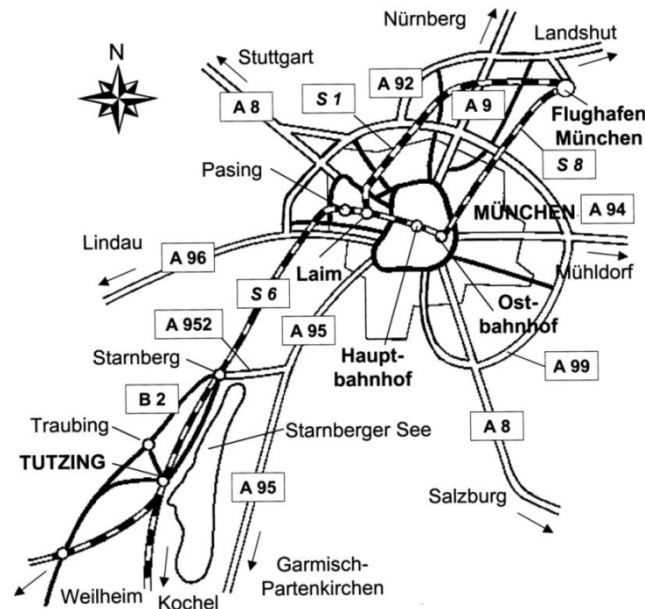 Nürnberg
Landshut
N
Stuttgart
A 92
A 8
S 1
A 9
Flughafen
München
S 8
Pasing
MÜNCHEN
A 94
Lindau
A 96
Laim
Mühldorf
S 6
Ost-
bahnhof
A 952
A 95
Haupt-
bahnhof
Starnberg
A 99
B 2
Traubing
Starnberger See
A 8
TUTZING
A 95
Salzburg
Garmisch-
Partenkirchen
Weilheim
Kochel